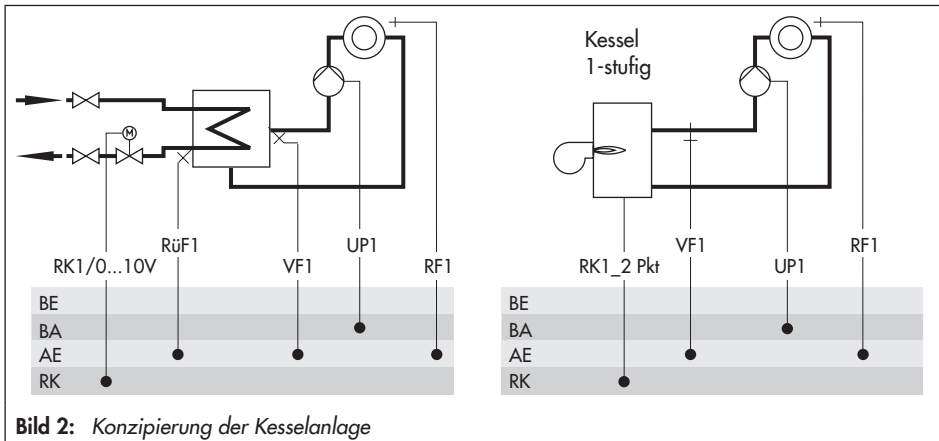 Kessel
1-stufig
M
RüF1 UP1
RK1/0...10V VF1 RF1
VF1 RF1
RK1_2 Pkt UP1
BE
BA
AE
RK
BE
BA
AE
RK
Bild 2: Konzipierung der Kesselanlage